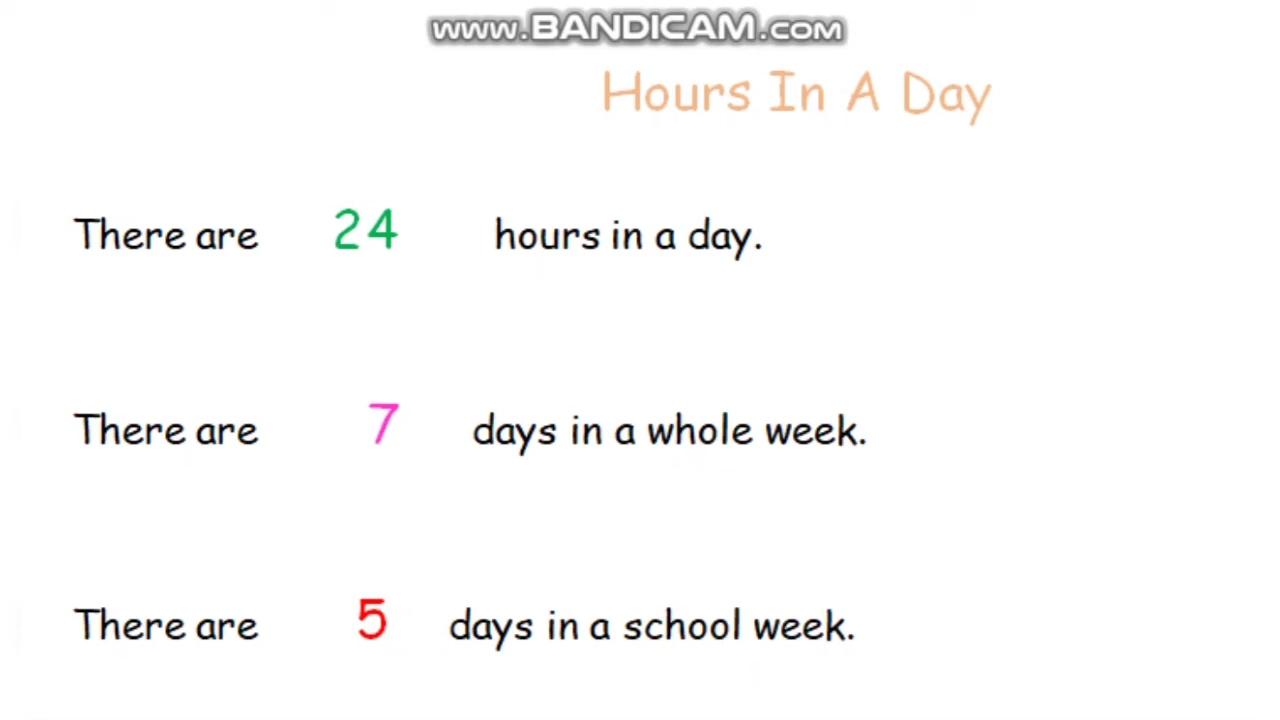 www.BANDICAM.com
Hours In A Day
There are 24 hours in a day.
There are 7 days in a whole week.
There are 5 days in a school week.